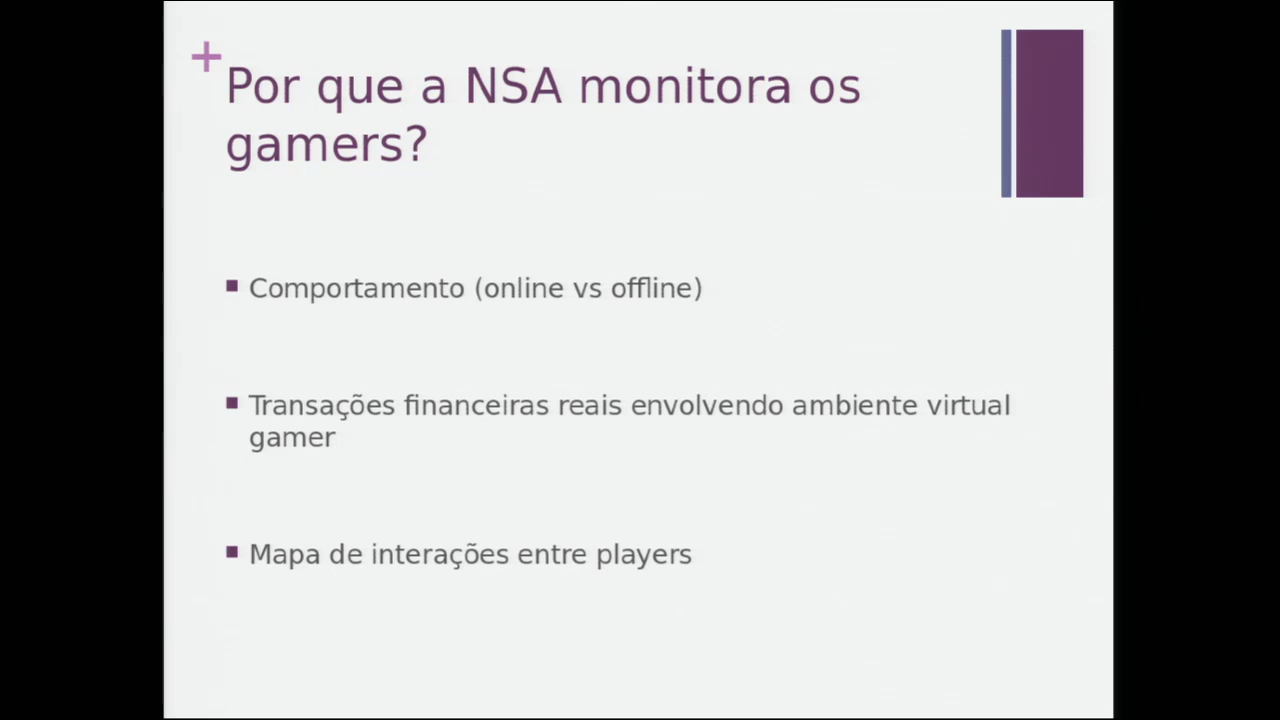 Por que a NSA monitora os
gamers?
Comportamento (online vs offline)
Transações financeiras reais envolvendo ambiente virtual
gamer
Mapa de interações entre players